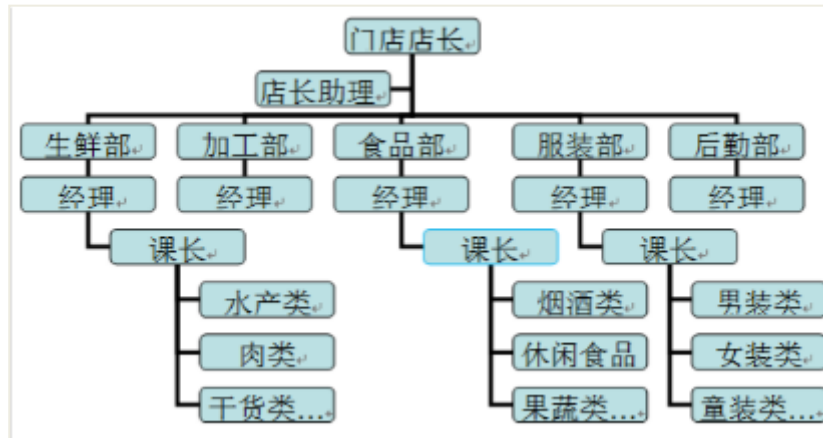 门店店长
店长助理
生鲜部 加工部 食品部 服装部 后勤部
经理 经理 经理 经理 经理
课长 课长 课长
水产类 烟酒类 男装类
肉类 休闲食品 女装类
干货类... 果蔬类... 童装类...